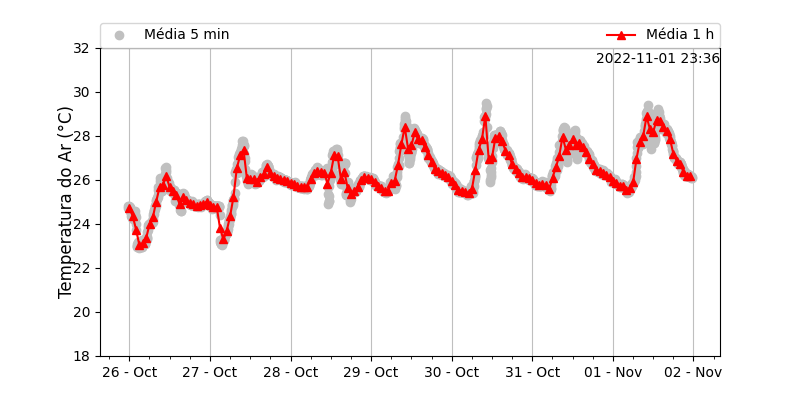 Média 5 min
Média 1 h
2022-11-01 23:36
Temperatura do Ar (°C)
32
30
28
26
24
22
20
18
26 - Oct
27 - Oct
28 - Oct
29 - Oct
30 - Oct
31 - Oct
01 - Nov
02 - Nov